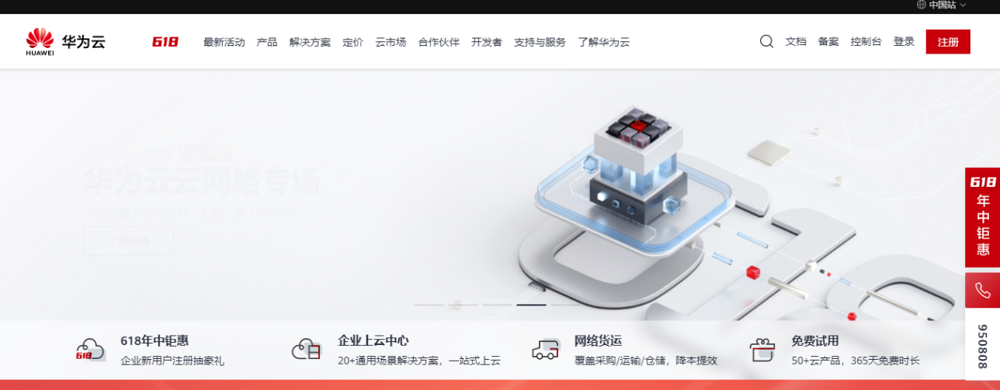 中国站
HUAWEI
华为云
618
最新活动 产品 解决方案 定价 云市场 合作伙伴 开发者 支持与服务 了解华为云
文档 备案 控制台 登录 注册
华为云云网络专场
了解详情
618
年
中
钜
惠
950808
618
618年中钜惠
企业新用户注册抽豪礼
企业上云中心
20+通用场景解决方案，一站式上云
网络货运
覆盖采购/运输/仓储，降本提效
免费试用
50+云产品，365天免费时长